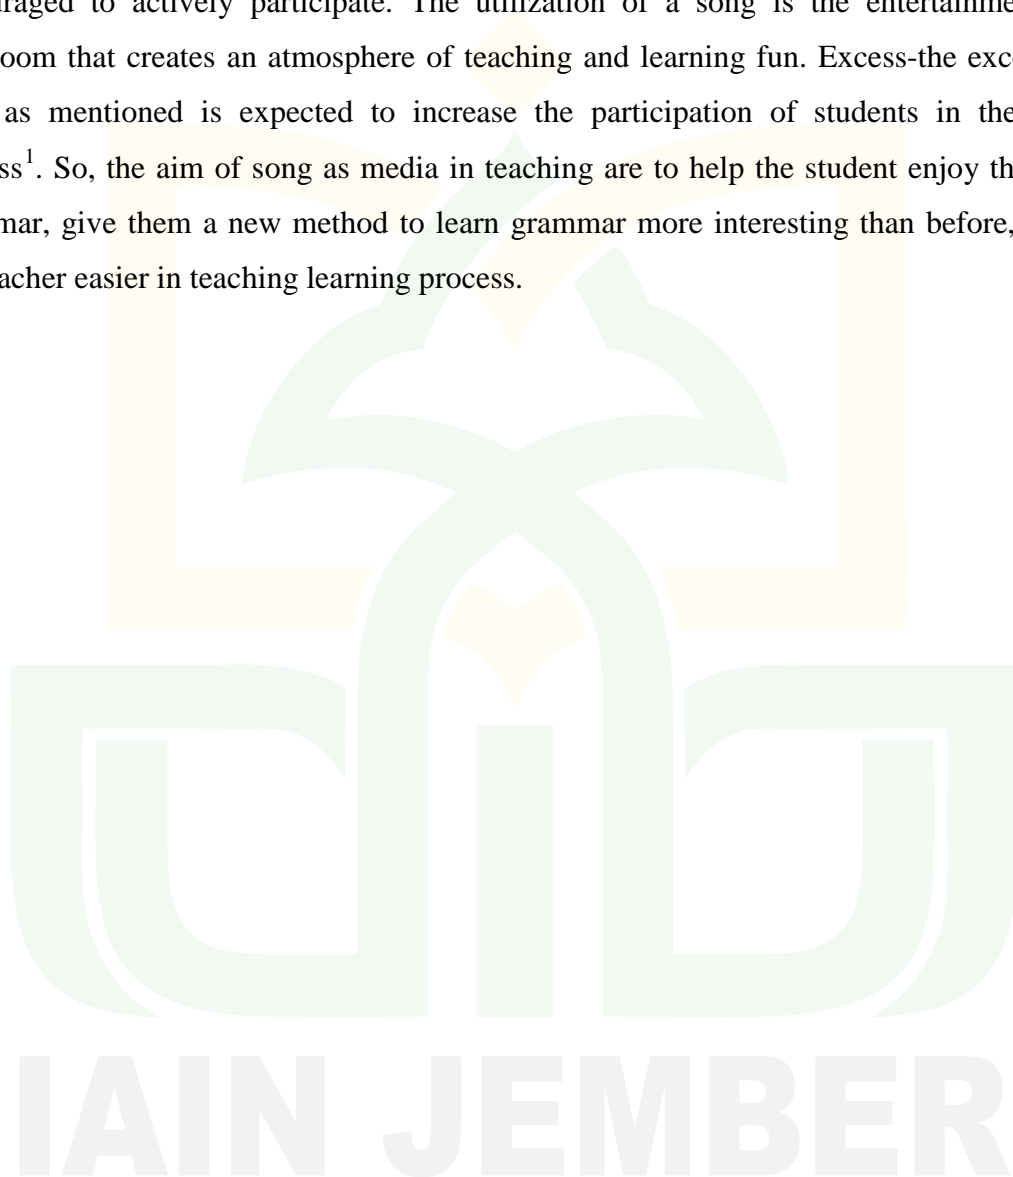 raged to actively participate. The utilization of a song is the entertainme
oom that creates an atmosphere of teaching and learning fun. Excess-the exc
as mentioned is expected to increase the participation of students in the
ss1. So, the aim of song as media in teaching are to help the student enjoy th
mar, give them a new method to learn grammar more interesting than before,
acher easier in teaching learning process.
IAIN JEMBER